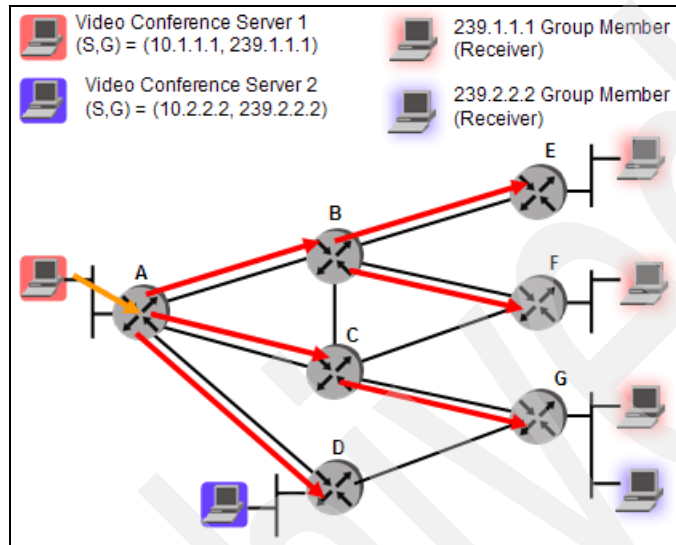 Video Conference Server 1
(S,G) = (10.1.1.1, 239.1.1.1)
Video Conference Server 2
(S,G) = (10.2.2.2, 239.2.2.2)
239.1.1.1 Group Member
(Receiver)
239.2.2.2 Group Member
(Receiver)
E
B
A
F
C
G
D